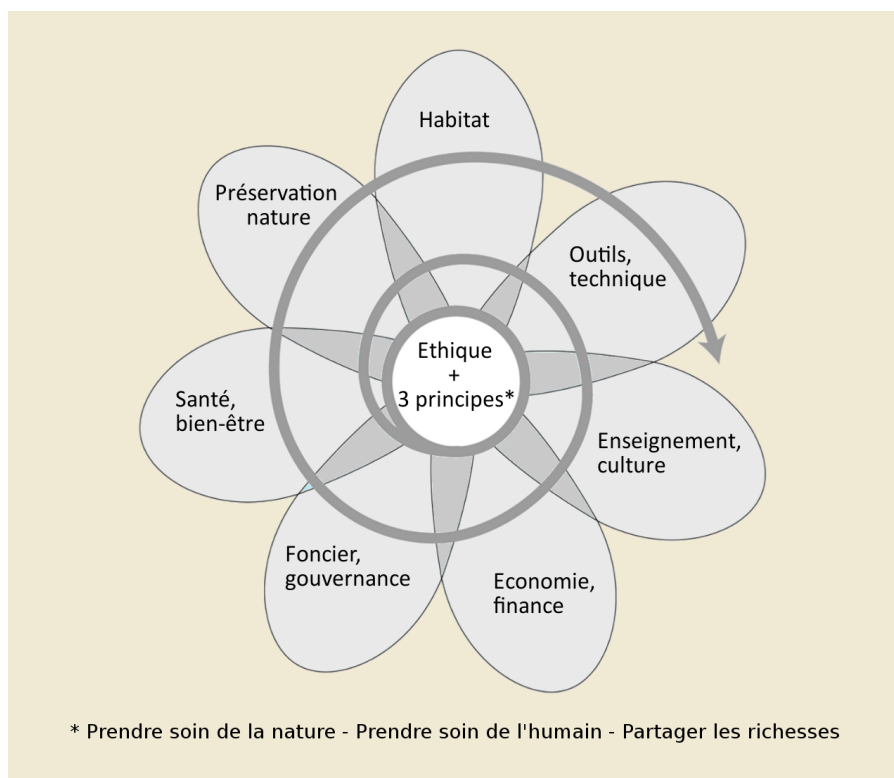 Habitat
Préservation
nature
Outils,
technique
Ethique
+
3 principes*
Santé,
bien-être
Enseignement,
culture
Foncier,
gouvernance
Economie,
finance
* Prendre soin de la nature - Prendre soin de l'humain - Partager les richesses